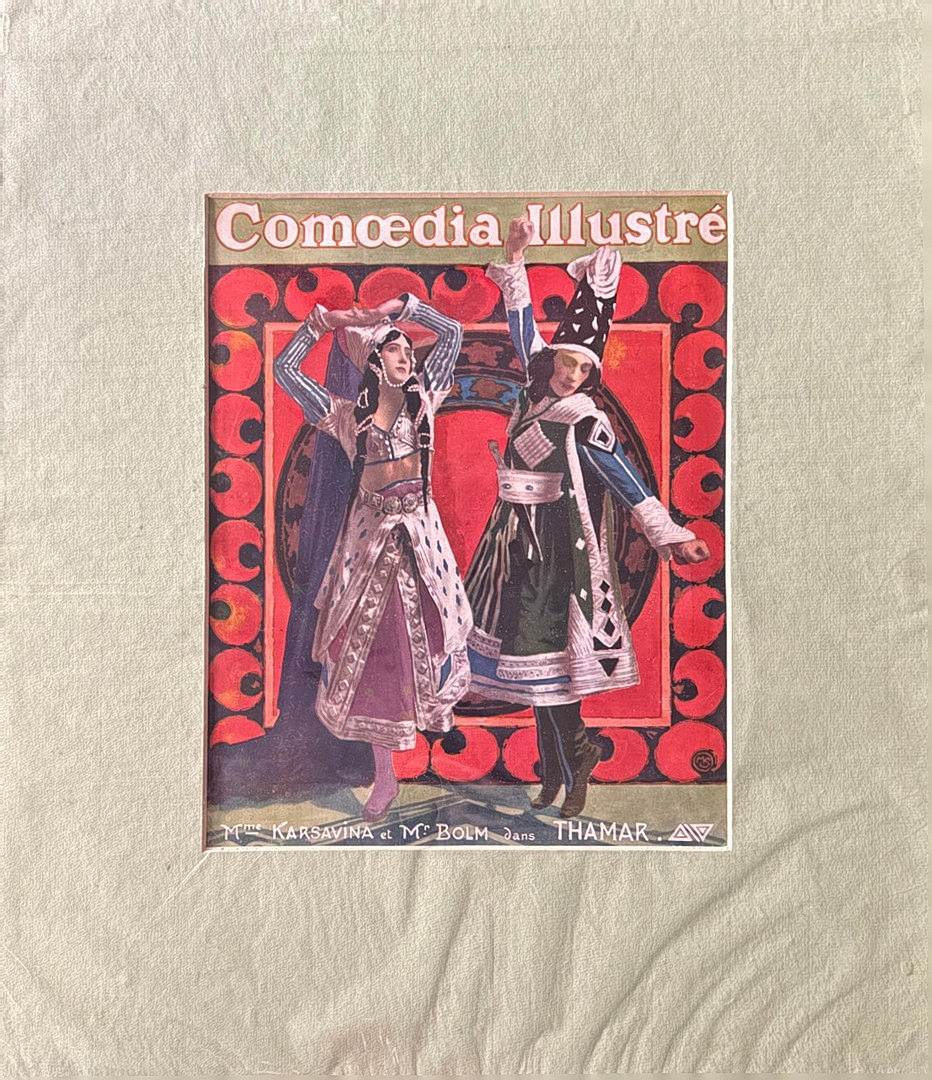 Comœdia Illustré
Mme KARSAVINA et Mr BOLM dans THAMAR.